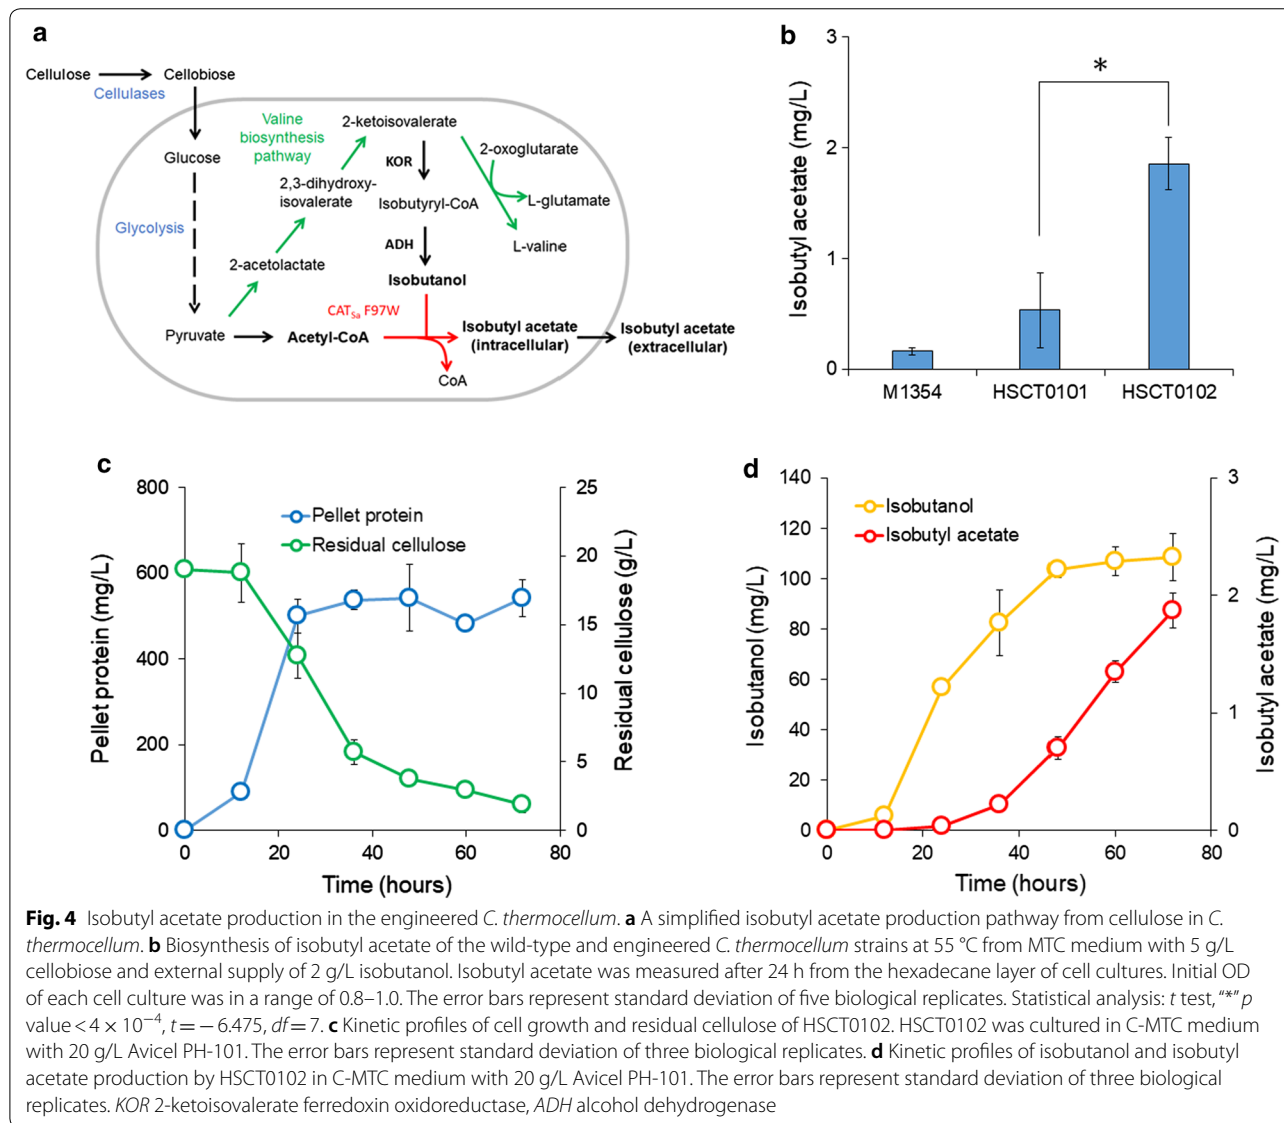 a
Cellulose
Cellobiose
Cellulases
Valine
biosynthesis
pathway
2-ketoisovalerate
2-oxoglutarate
Glucose
KOR
2,3-dihydroxy-
isovalerate
Isobutyryl-CoA
L-glutamate
Glycolysis
ADH
L-valine
2-acetolactate
Isobutanol
CATSa F97W
Pyruvate
Acetyl-CoA
Isobutyl acetate
(intracellular)
Isobutyl acetate
(extracellular)
CoA
b
Isobutyl acetate (mg/L)
3
2
1
0
*
M1354
HSCT0101
HSCT0102
c
Pellet protein (mg/L)
800
600
400
200
0
Pellet protein
Residual cellulose
25
20
15
10
5
0
Residual cellulose (g/L)
0
20
40
60
80
Time (hours)
d
Isobutanol (mg/L)
140
120
100
80
60
40
20
0
Isobutanol
Isobutyl acetate
3
2
1
0
Isobutyl acetate (mg/L)
0
20
40
60
80
Time (hours)
Fig. 4 Isobutyl acetate production in the engineered C. thermocellum. a A simplified isobutyl acetate production pathway from cellulose in C.
thermocellum. b Biosynthesis of isobutyl acetate of the wild-type and engineered C. thermocellum strains at 55 °C from MTC medium with 5 g/L
cellobiose and external supply of 2 g/L isobutanol. Isobutyl acetate was measured after 24 h from the hexadecane layer of cell cultures. Initial OD
of each cell culture was in a range of 0.8–1.0. The error bars represent standard deviation of five biological replicates. Statistical analysis: t test, “*” p
value < 4 × 10⁻⁴, t = − 6.475, df = 7. c Kinetic profiles of cell growth and residual cellulose of HSCT0102. HSCT0102 was cultured in C-MTC medium
with 20 g/L Avicel PH-101. The error bars represent standard deviation of three biological replicates. d Kinetic profiles of isobutanol and isobutyl
acetate production by HSCT0102 in C-MTC medium with 20 g/L Avicel PH-101. The error bars represent standard deviation of three biological
replicates. KOR 2-ketoisovalerate ferredoxin oxidoreductase, ADH alcohol dehydrogenase